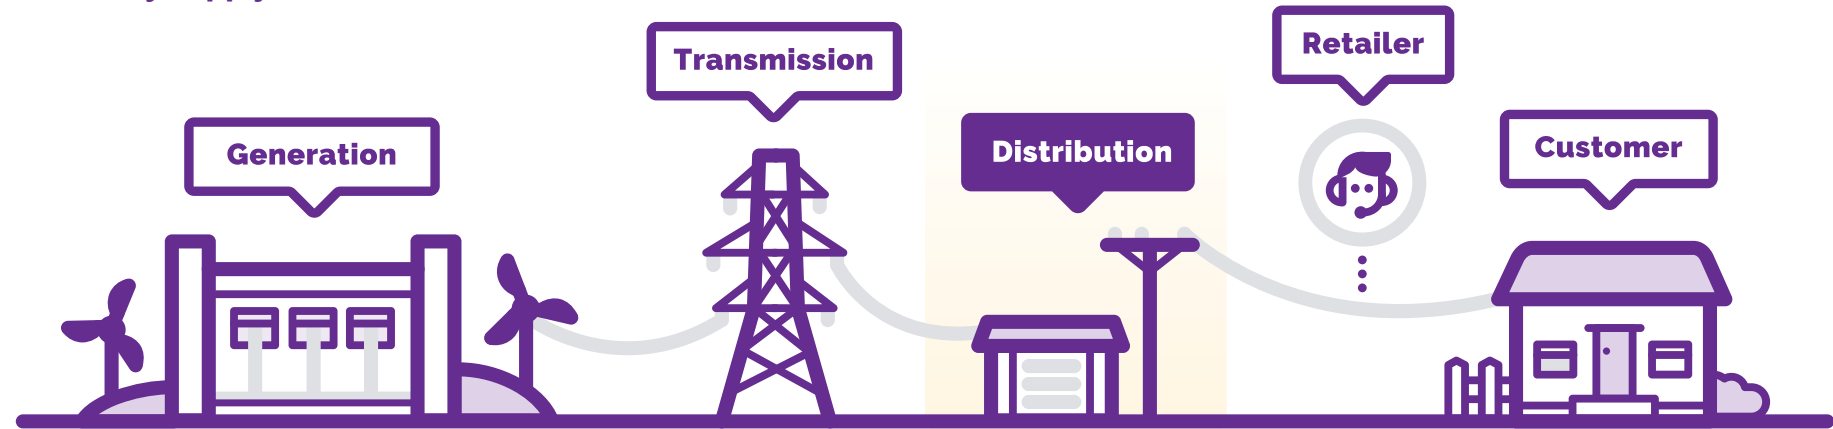 Generation
Transmission
Distribution
Retailer
Customer